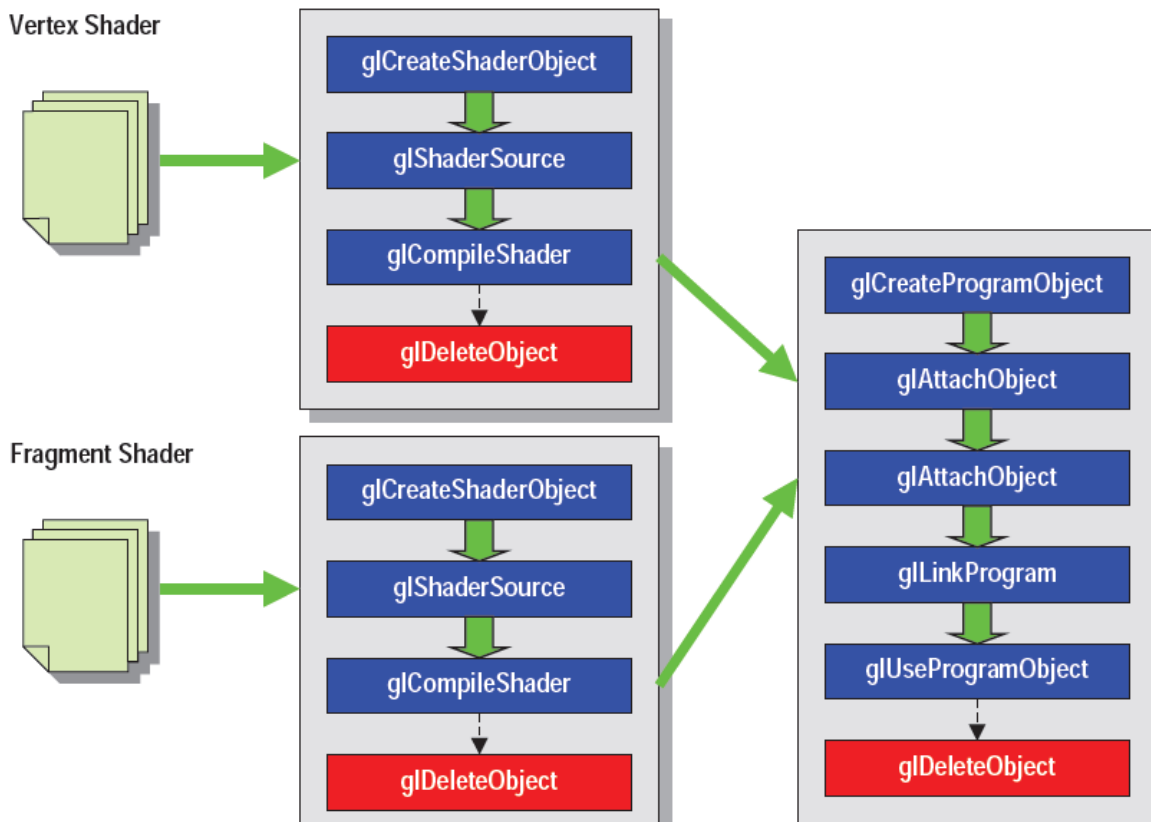 Vertex Shader
glCreateShaderObject
glShaderSource
glCompileShader
glDeleteObject
Fragment Shader
glCreateShaderObject
glShaderSource
glCompileShader
glDeleteObject
glCreateProgramObject
glAttachObject
glAttachObject
glLinkProgram
glUseProgramObject
glDeleteObject